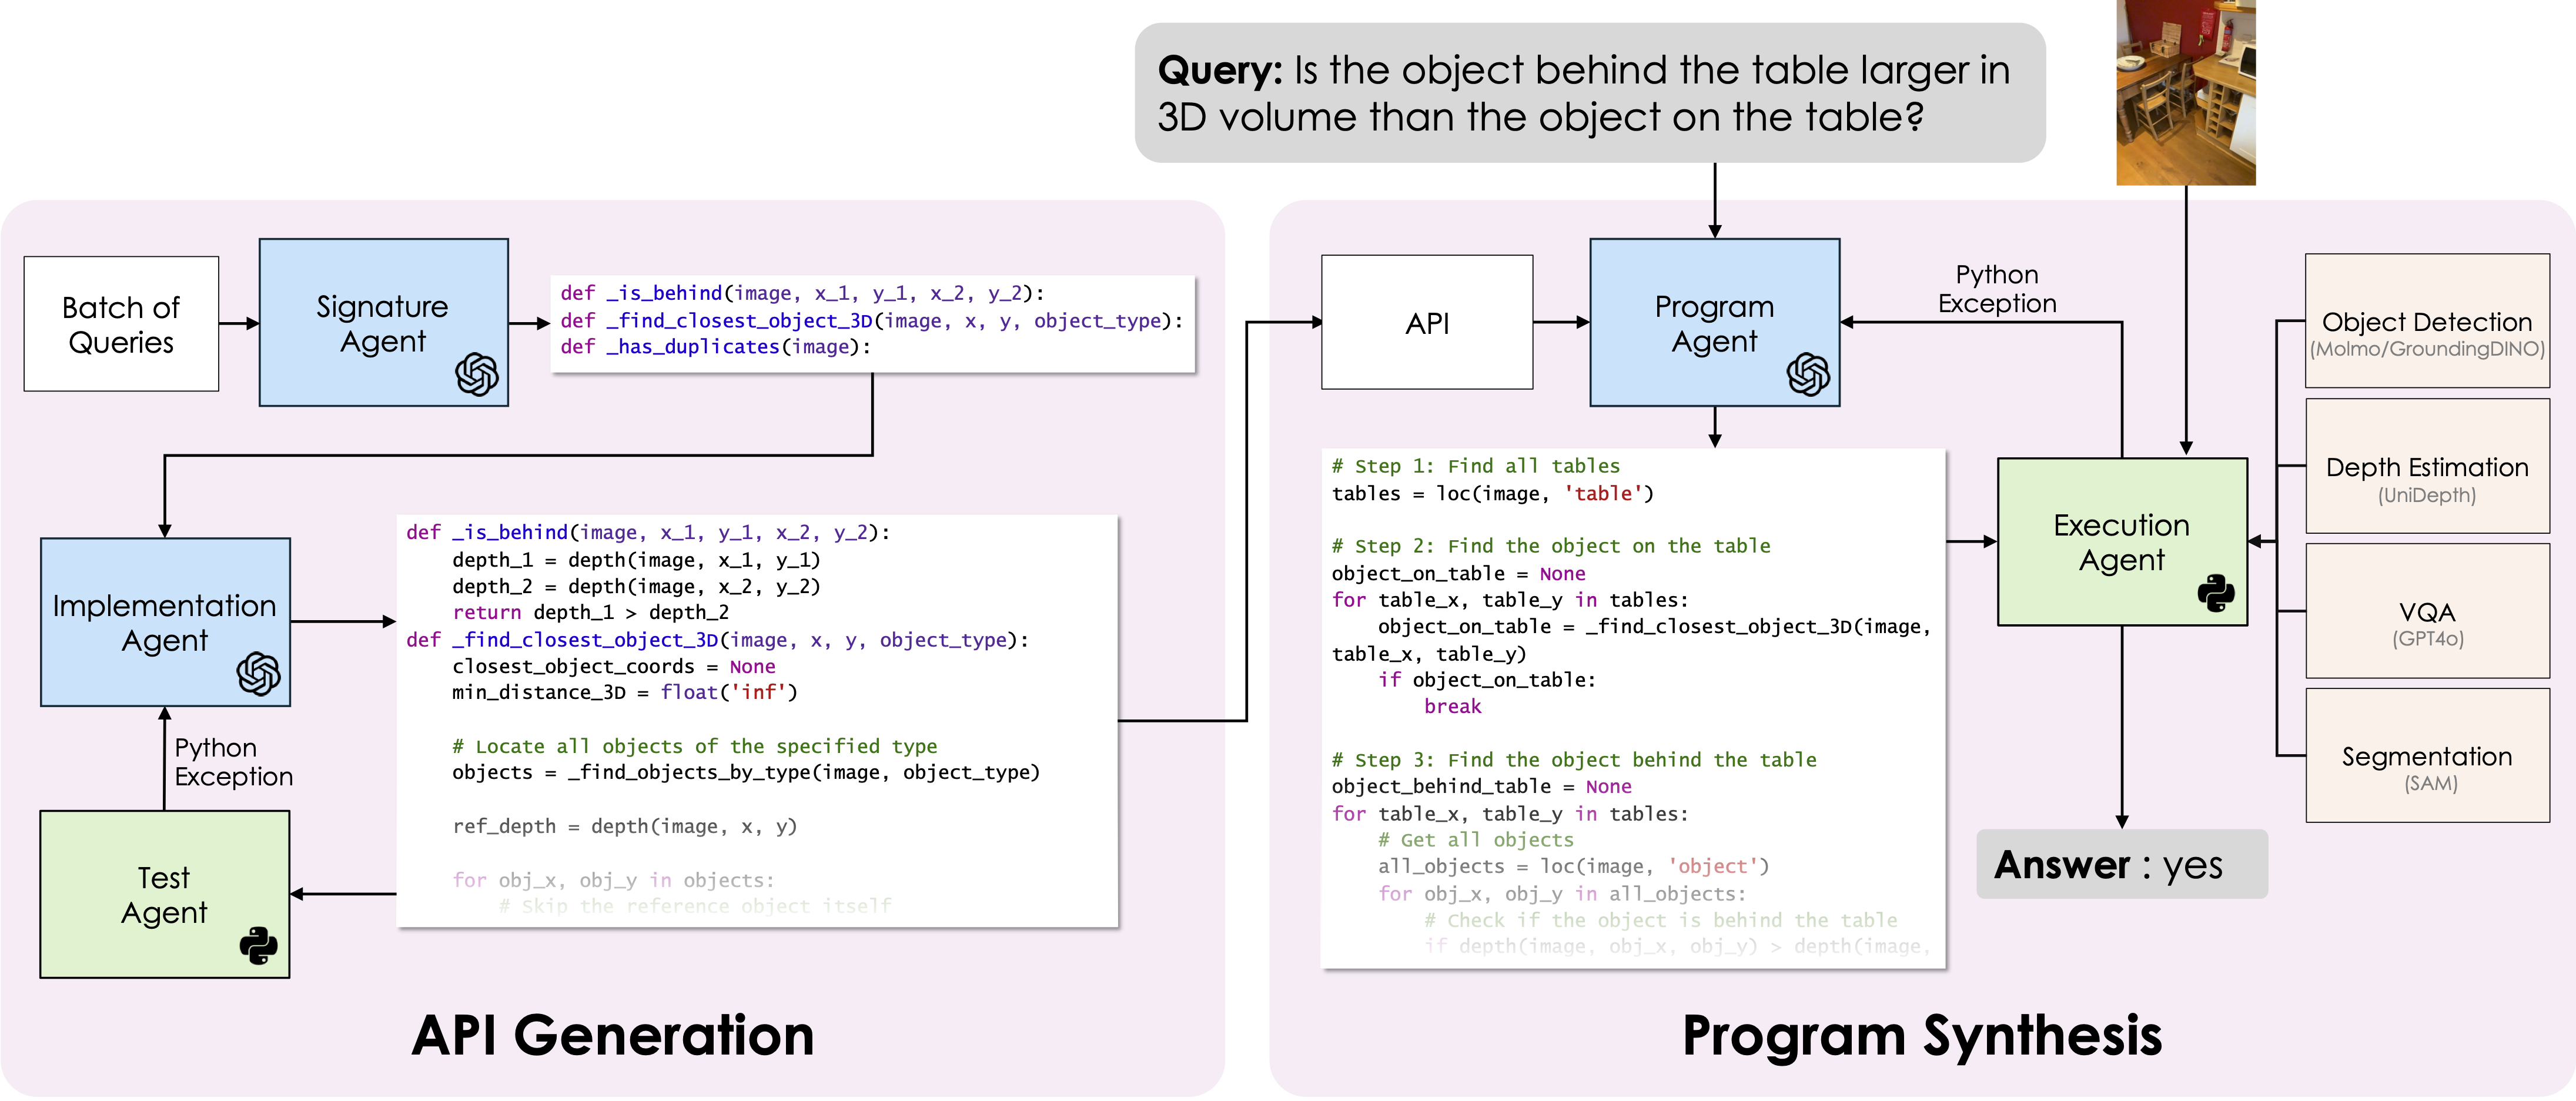 Query: Is the object behind the table larger in
3D volume than the object on the table?
Batch of
Queries
Signature
Agent
def _is_behind(image, x_1, y_1, x_2, y_2):
def _find_closest_object_3D(image, x, y, object_type):
def _has_duplicates(image):
Implementation
Agent
def _is_behind(image, x_1, y_1, x_2, y_2):
    depth_1 = depth(image, x_1, y_1)
    depth_2 = depth(image, x_2, y_2)
    return depth_1 > depth_2
def _find_closest_object_3D(image, x, y, object_type):
    closest_object_coords = None
    min_distance_3D = float('inf')
    # Locate all objects of the specified type
    objects = _find_objects_by_type(image, object_type)
    ref_depth = depth(image, x, y)
    for obj_x, obj_y in objects:
        # Skip the reference object itself
Python
Exception
Test
Agent
API Generation
API
Program
Agent
Python
Exception
# Step 1: Find all tables
tables = loc(image, 'table')
# Step 2: Find the object on the table
object_on_table = None
for table_x, table_y in tables:
    object_on_table = _find_closest_object_3D(image,
table_x, table_y)
    if object_on_table:
        break
# Step 3: Find the object behind the table
object_behind_table = None
for table_x, table_y in tables:
    # Get all objects
    all_objects = loc(image, 'object')
    for obj_x, obj_y in all_objects:
        # Check if the object is behind the table
        if depth(image, obj_x, obj_y) > depth(image,
Execution
Agent
Object Detection
(Molmo/GroundingDINO)
Depth Estimation
(UniDepth)
VQA
(GPT4o)
Segmentation
(SAM)
Answer : yes
Program Synthesis